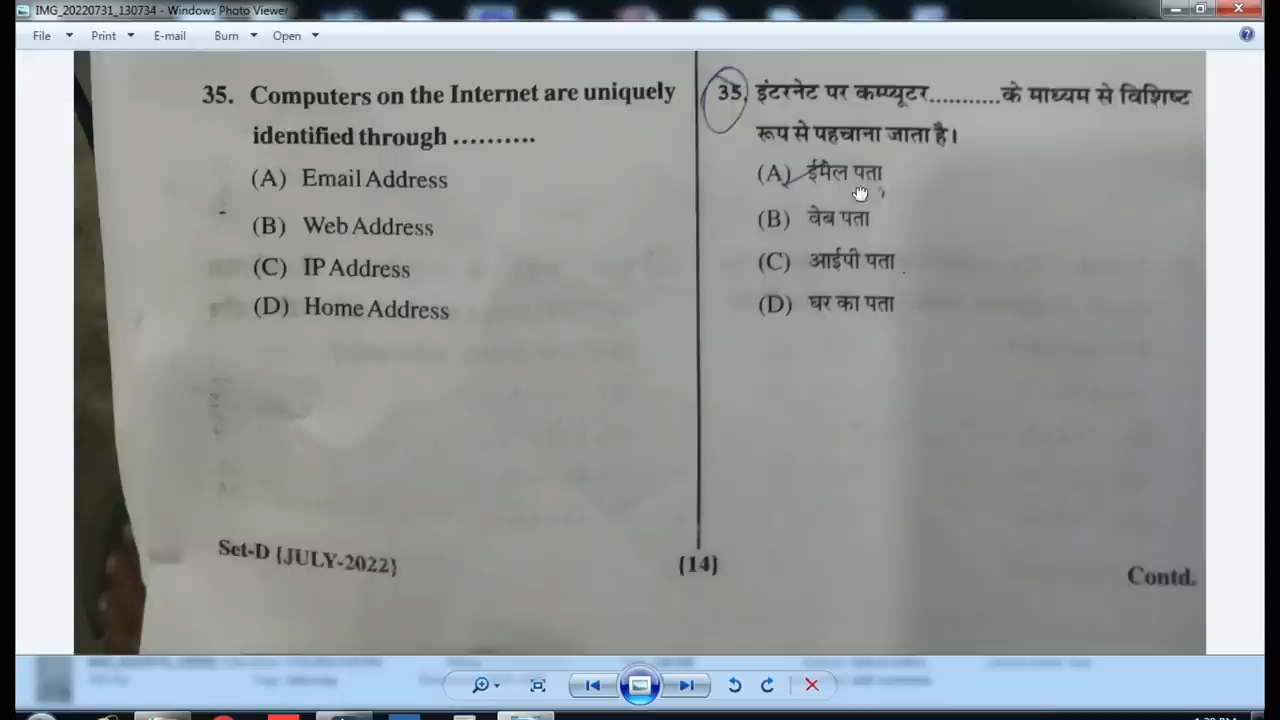 IMG_20220731_130734 - Windows Photo Viewer
File Print E-mail Burn Open
35. Computers on the Internet are uniquely
identified through ..........
(A) Email Address
(B) Web Address
(C) IP Address
(D) Home Address
35. इंटरनेट पर कम्प्यूटर...........के माध्यम से विशिष्ट
रूप से पहचाना जाता है।
(A) ईमैल पता
(B) वेब पता
(C) आईपी पता
(D) घर का पता
Set-D {JULY-2022}
{14}
Contd.